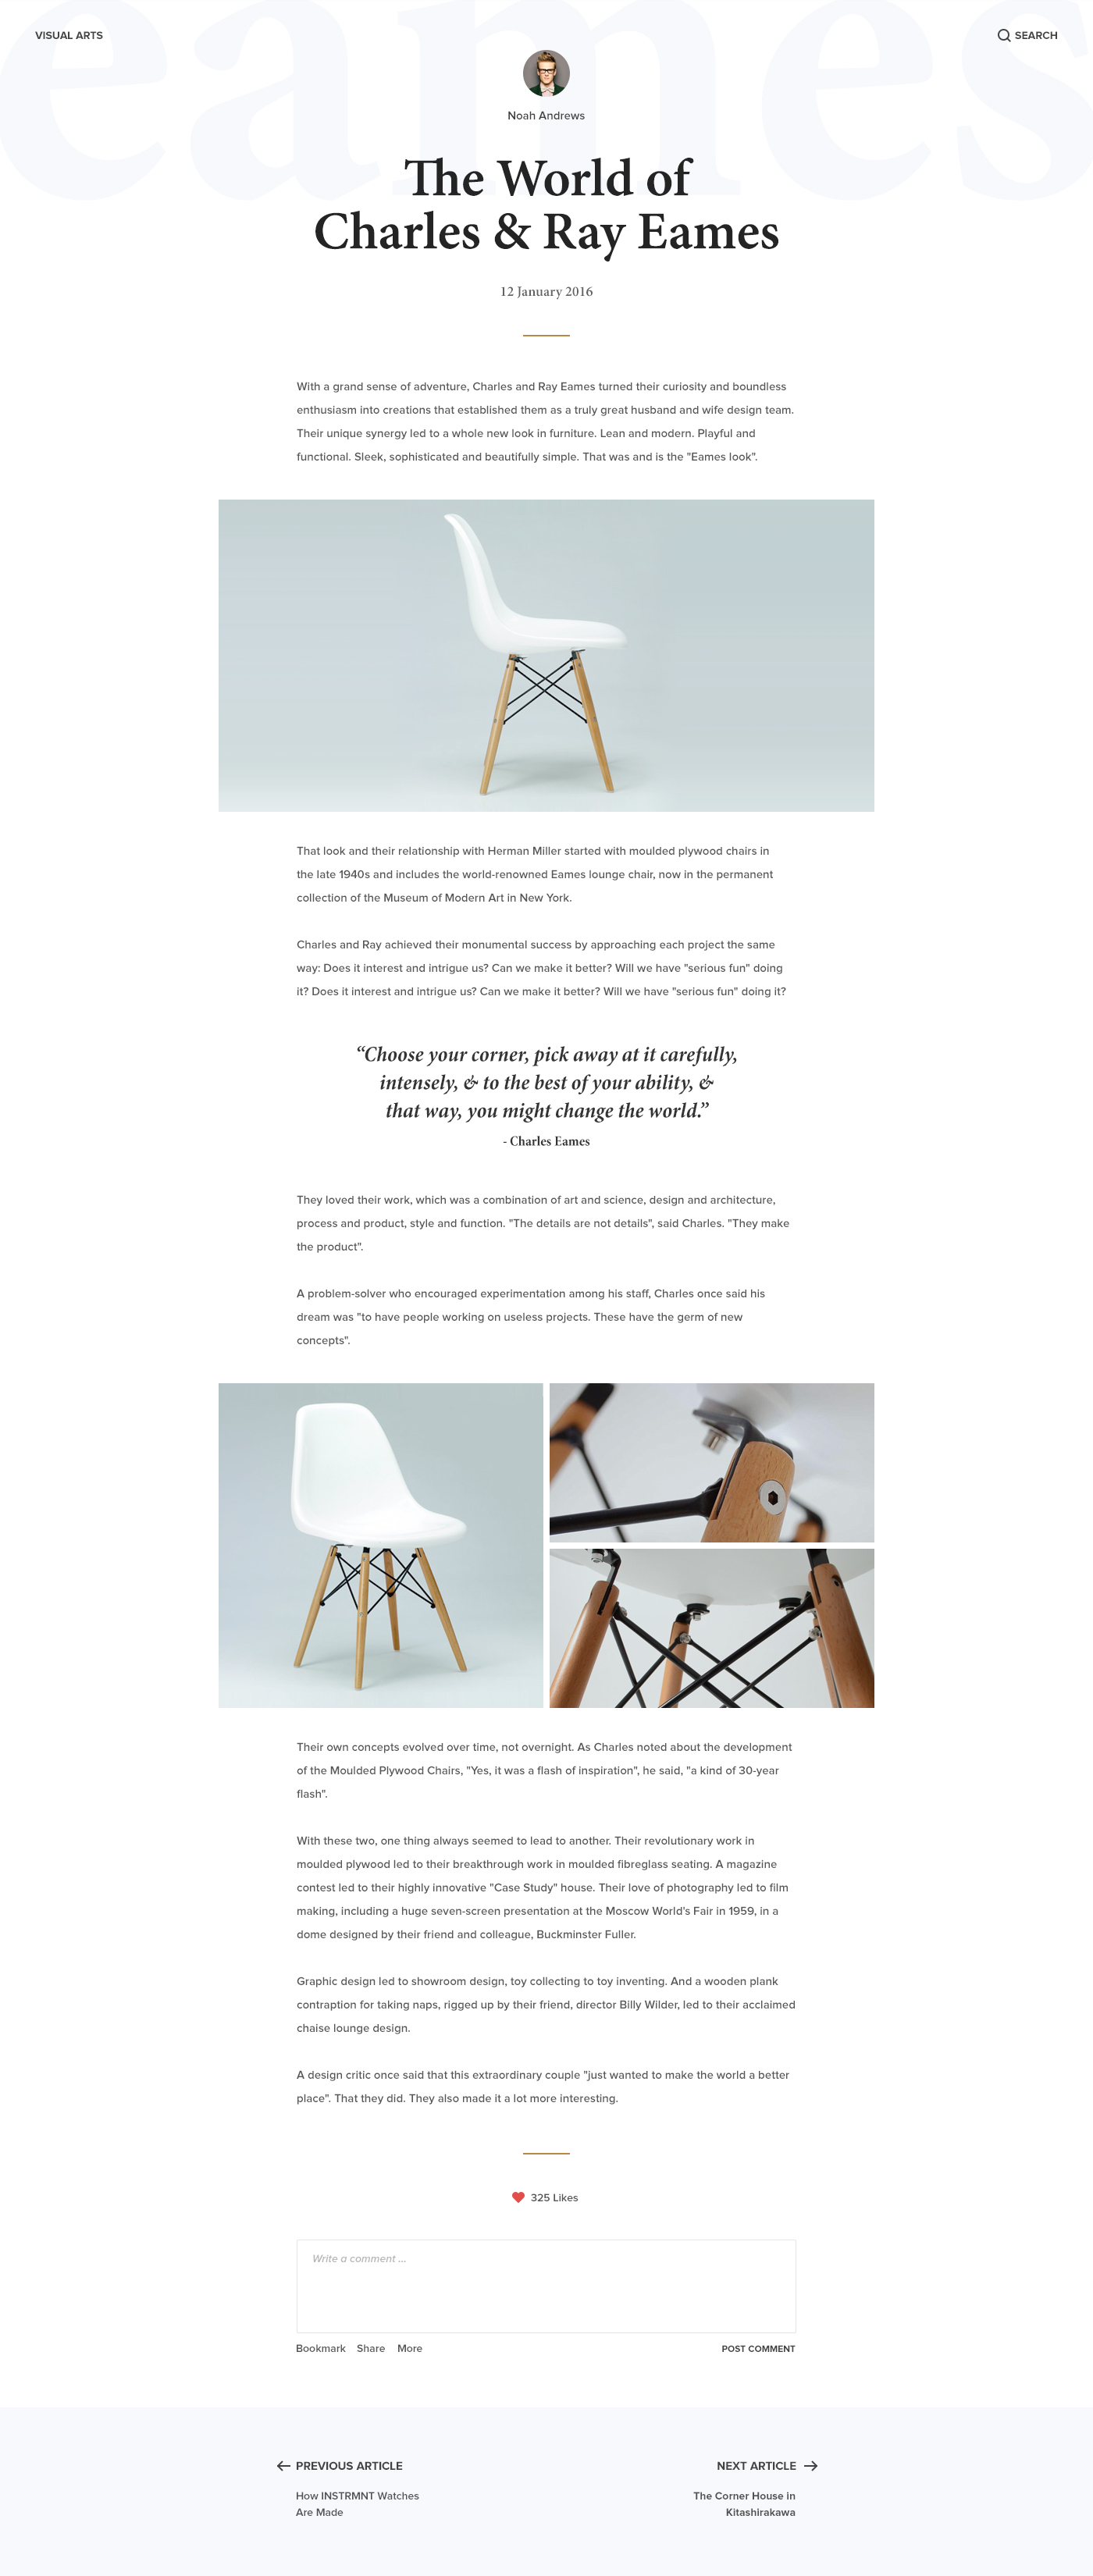 eames
VISUAL ARTS
SEARCH
Noah Andrews
The World of
Charles & Ray Eames
12 January 2016
With a grand sense of adventure, Charles and Ray Eames turned their curiosity and boundless
enthusiasm into creations that established them as a truly great husband and wife design team.
Their unique synergy led to a whole new look in furniture. Lean and modern. Playful and
functional. Sleek, sophisticated and beautifully simple. That was and is the "Eames look".
That look and their relationship with Herman Miller started with moulded plywood chairs in
the late 1940s and includes the world-renowned Eames lounge chair, now in the permanent
collection of the Museum of Modern Art in New York.
Charles and Ray achieved their monumental success by approaching each project the same
way: Does it interest and intrigue us? Can we make it better? Will we have "serious fun" doing
it? Does it interest and intrigue us? Can we make it better? Will we have "serious fun" doing it?
“Choose your corner, pick away at it carefully,
intensely, & to the best of your ability, &
that way, you might change the world.”
- Charles Eames
They loved their work, which was a combination of art and science, design and architecture,
process and product, style and function. "The details are not details", said Charles. "They make
the product".
A problem-solver who encouraged experimentation among his staff, Charles once said his
dream was "to have people working on useless projects. These have the germ of new
concepts".
Their own concepts evolved over time, not overnight. As Charles noted about the development
of the Moulded Plywood Chairs, "Yes, it was a flash of inspiration", he said, "a kind of 30-year
flash".
With these two, one thing always seemed to lead to another. Their revolutionary work in
moulded plywood led to their breakthrough work in moulded fibreglass seating. A magazine
contest led to their highly innovative "Case Study" house. Their love of photography led to film
making, including a huge seven-screen presentation at the Moscow World's Fair in 1959, in a
dome designed by their friend and colleague, Buckminster Fuller.
Graphic design led to showroom design, toy collecting to toy inventing. And a wooden plank
contraption for taking naps, rigged up by their friend, director Billy Wilder, led to their acclaimed
chaise lounge design.
A design critic once said that this extraordinary couple "just wanted to make the world a better
place". That they did. They also made it a lot more interesting.
325 Likes
Write a comment ...
Bookmark Share More
POST COMMENT
PREVIOUS ARTICLE
How INSTRMNT Watches
Are Made
NEXT ARTICLE
The Corner House in
Kitashirakawa